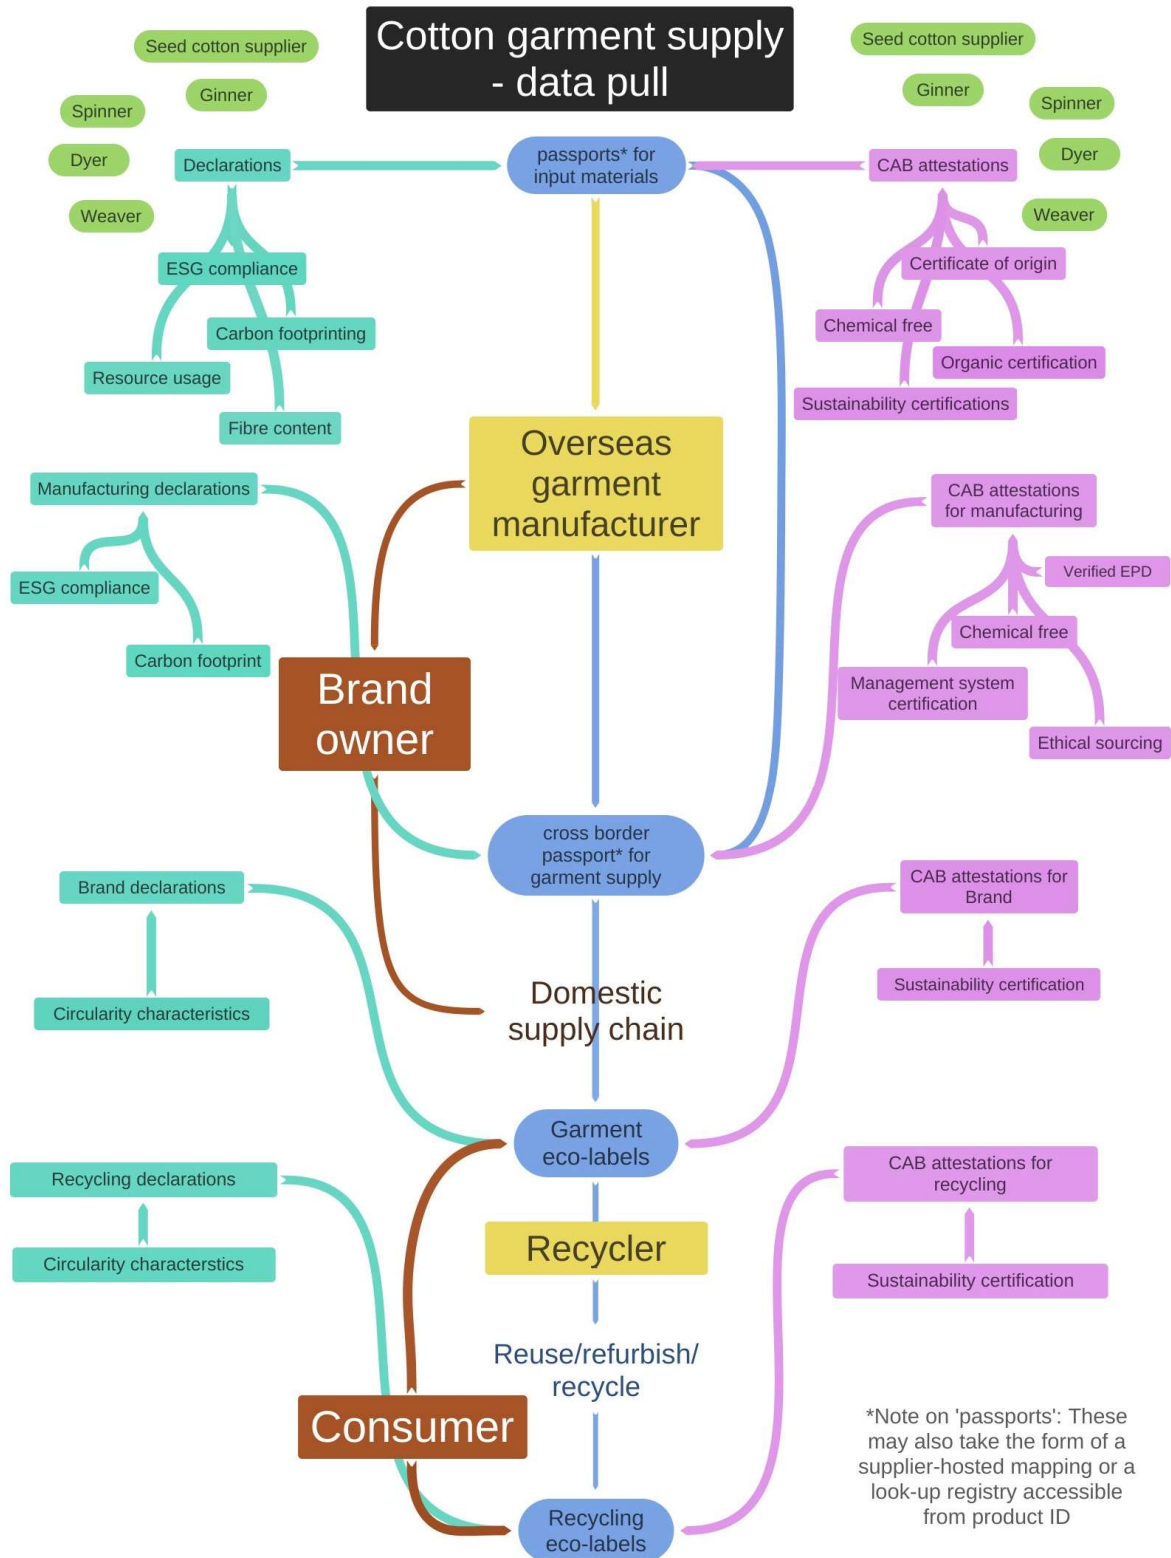 Cotton garment supply
- data pull
Seed cotton supplier
Ginner
Spinner
Dyer
Weaver
Seed cotton supplier
Ginner
Spinner
Dyer
Weaver
Declarations
passports* for
input materials
CAB attestations
ESG compliance
Carbon footprinting
Resource usage
Fibre content
Certificate of origin
Chemical free
Organic certification
Sustainability certifications
Overseas
garment
manufacturer
Manufacturing declarations
ESG compliance
Carbon footprint
CAB attestations
for manufacturing
Verified EPD
Chemical free
Management system
certification
Ethical sourcing
Brand
owner
cross border
passport* for
garment supply
Brand declarations
Circularity characteristics
CAB attestations for
Brand
Sustainability certification
Domestic
supply chain
Garment
eco-labels
Recycling declarations
Circularity characterstics
CAB attestations for
recycling
Sustainability certification
Recycler
Reuse/refurbish/
recycle
Consumer
Recycling
eco-labels
*Note on 'passports': These
may also take the form of a
supplier-hosted mapping or a
look-up registry accessible
from product ID